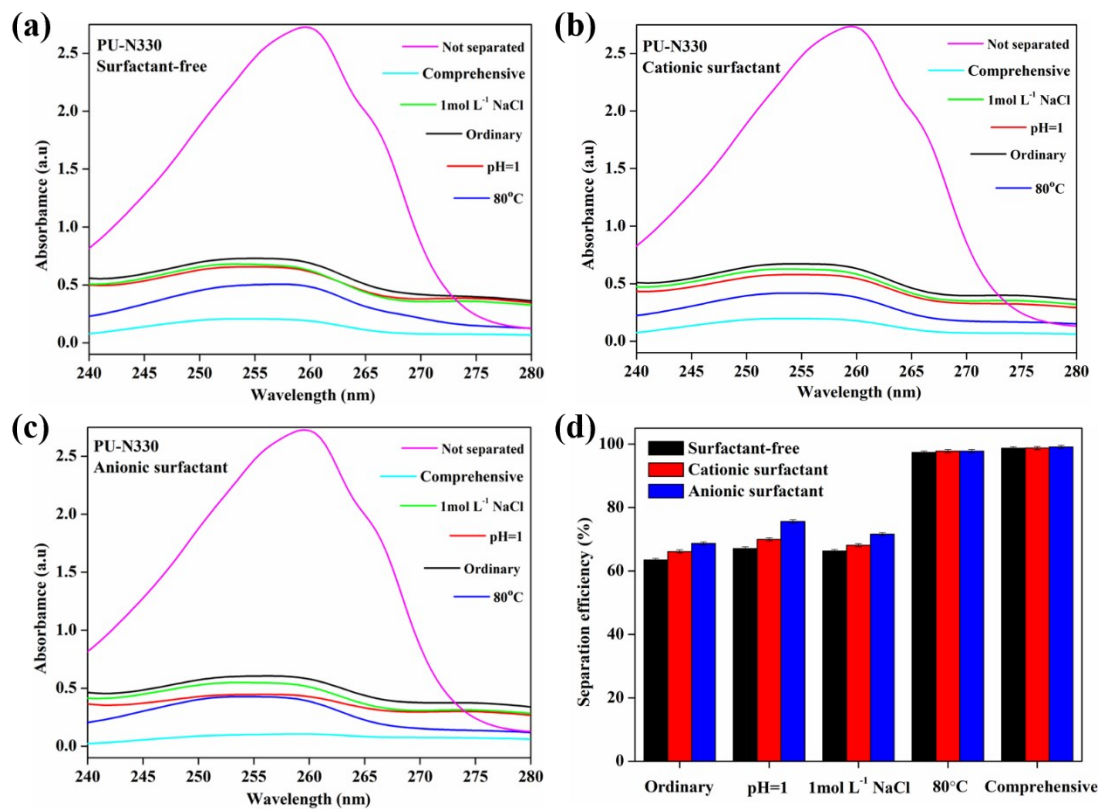 (a)
PU-N330
Surfactant-free
Not separated
Comprehensive
1mol L⁻¹ NaCl
Ordinary
pH=1
80°C
Absorbamce (a.u)
2.5
2.0
1.5
1.0
0.5
0.0
240 245 250 255 260 265 270 275 280
Wavelength (nm)
(b)
PU-N330
Cationic surfactant
Not separated
Comprehensive
1mol L⁻¹ NaCl
pH=1
Ordinary
80°C
Absorbamce (a.u)
2.5
2.0
1.5
1.0
0.5
0.0
240 245 250 255 260 265 270 275 280
Wavelength (nm)
(c)
PU-N330
Anionic surfactant
Not separated
Comprehensive
1mol L⁻¹ NaCl
pH=1
Ordinary
80°C
Absorbamce (a.u)
2.5
2.0
1.5
1.0
0.5
0.0
240 245 250 255 260 265 270 275 280
Wavelength (nm)
(d)
Surfactant-free
Cationic surfactant
Anionic surfactant
Separation efficiency (%)
100
80
60
40
20
0
Ordinary pH=1 1mol L⁻¹ NaCl 80°C Comprehensive